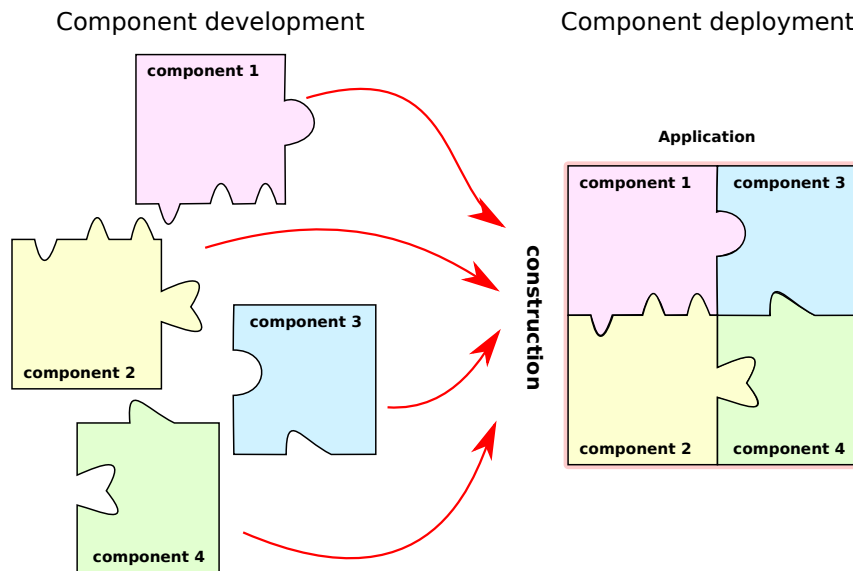 Component development
component 1
component 2
component 3
component 4
construction
Component deployment
Application
component 1
component 3
component 2
component 4